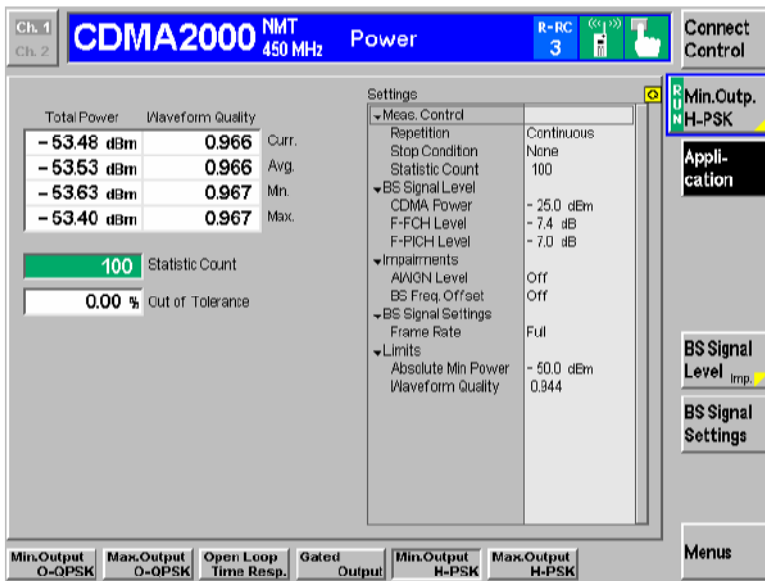 Ch. 1
Ch. 2
CDMA2000 NMT 450 MHz Power
R-RC 3
Connect Control
Total Power Waveform Quality
– 53.48 dBm 0.966 Curr.
– 53.53 dBm 0.966 Avg.
– 53.63 dBm 0.967 Min.
– 53.40 dBm 0.967 Max.
100 Statistic Count
0.00 % Out of Tolerance
Settings
Meas. Control
Repetition Continuous
Stop Condition None
Statistic Count 100
BS Signal Level
CDMA Power – 25.0 dBm
F-FCH Level – 7.4 dB
F-PICH Level – 7.0 dB
Impairments
AWGN Level Off
BS Freq. Offset Off
BS Signal Settings
Frame Rate Full
Limits
Absolute Min Power – 50.0 dBm
Waveform Quality 0.944
RUN
Min.Outp. H-PSK
Appli-
cation
BS Signal
Level Imp.
BS Signal
Settings
Menus
Min.Output O-QPSK
Max.Output O-QPSK
Open Loop Time Resp.
Gated Output
Min.Output H-PSK
Max.Output H-PSK